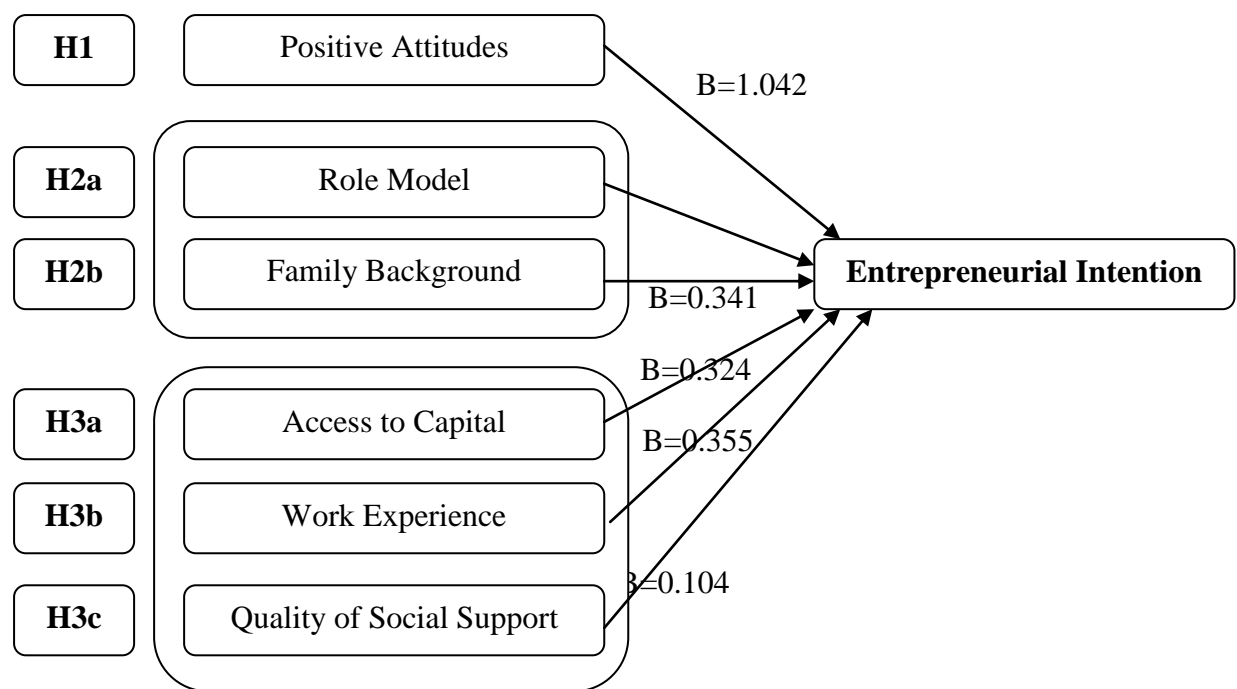 H1
Positive Attitudes
B=1.042
H2a
Role Model
H2b
Family Background
Entrepreneurial Intention
B=0.341
B=0.324
H3a
Access to Capital
B=0.355
H3b
Work Experience
B=0.104
H3c
Quality of Social Support